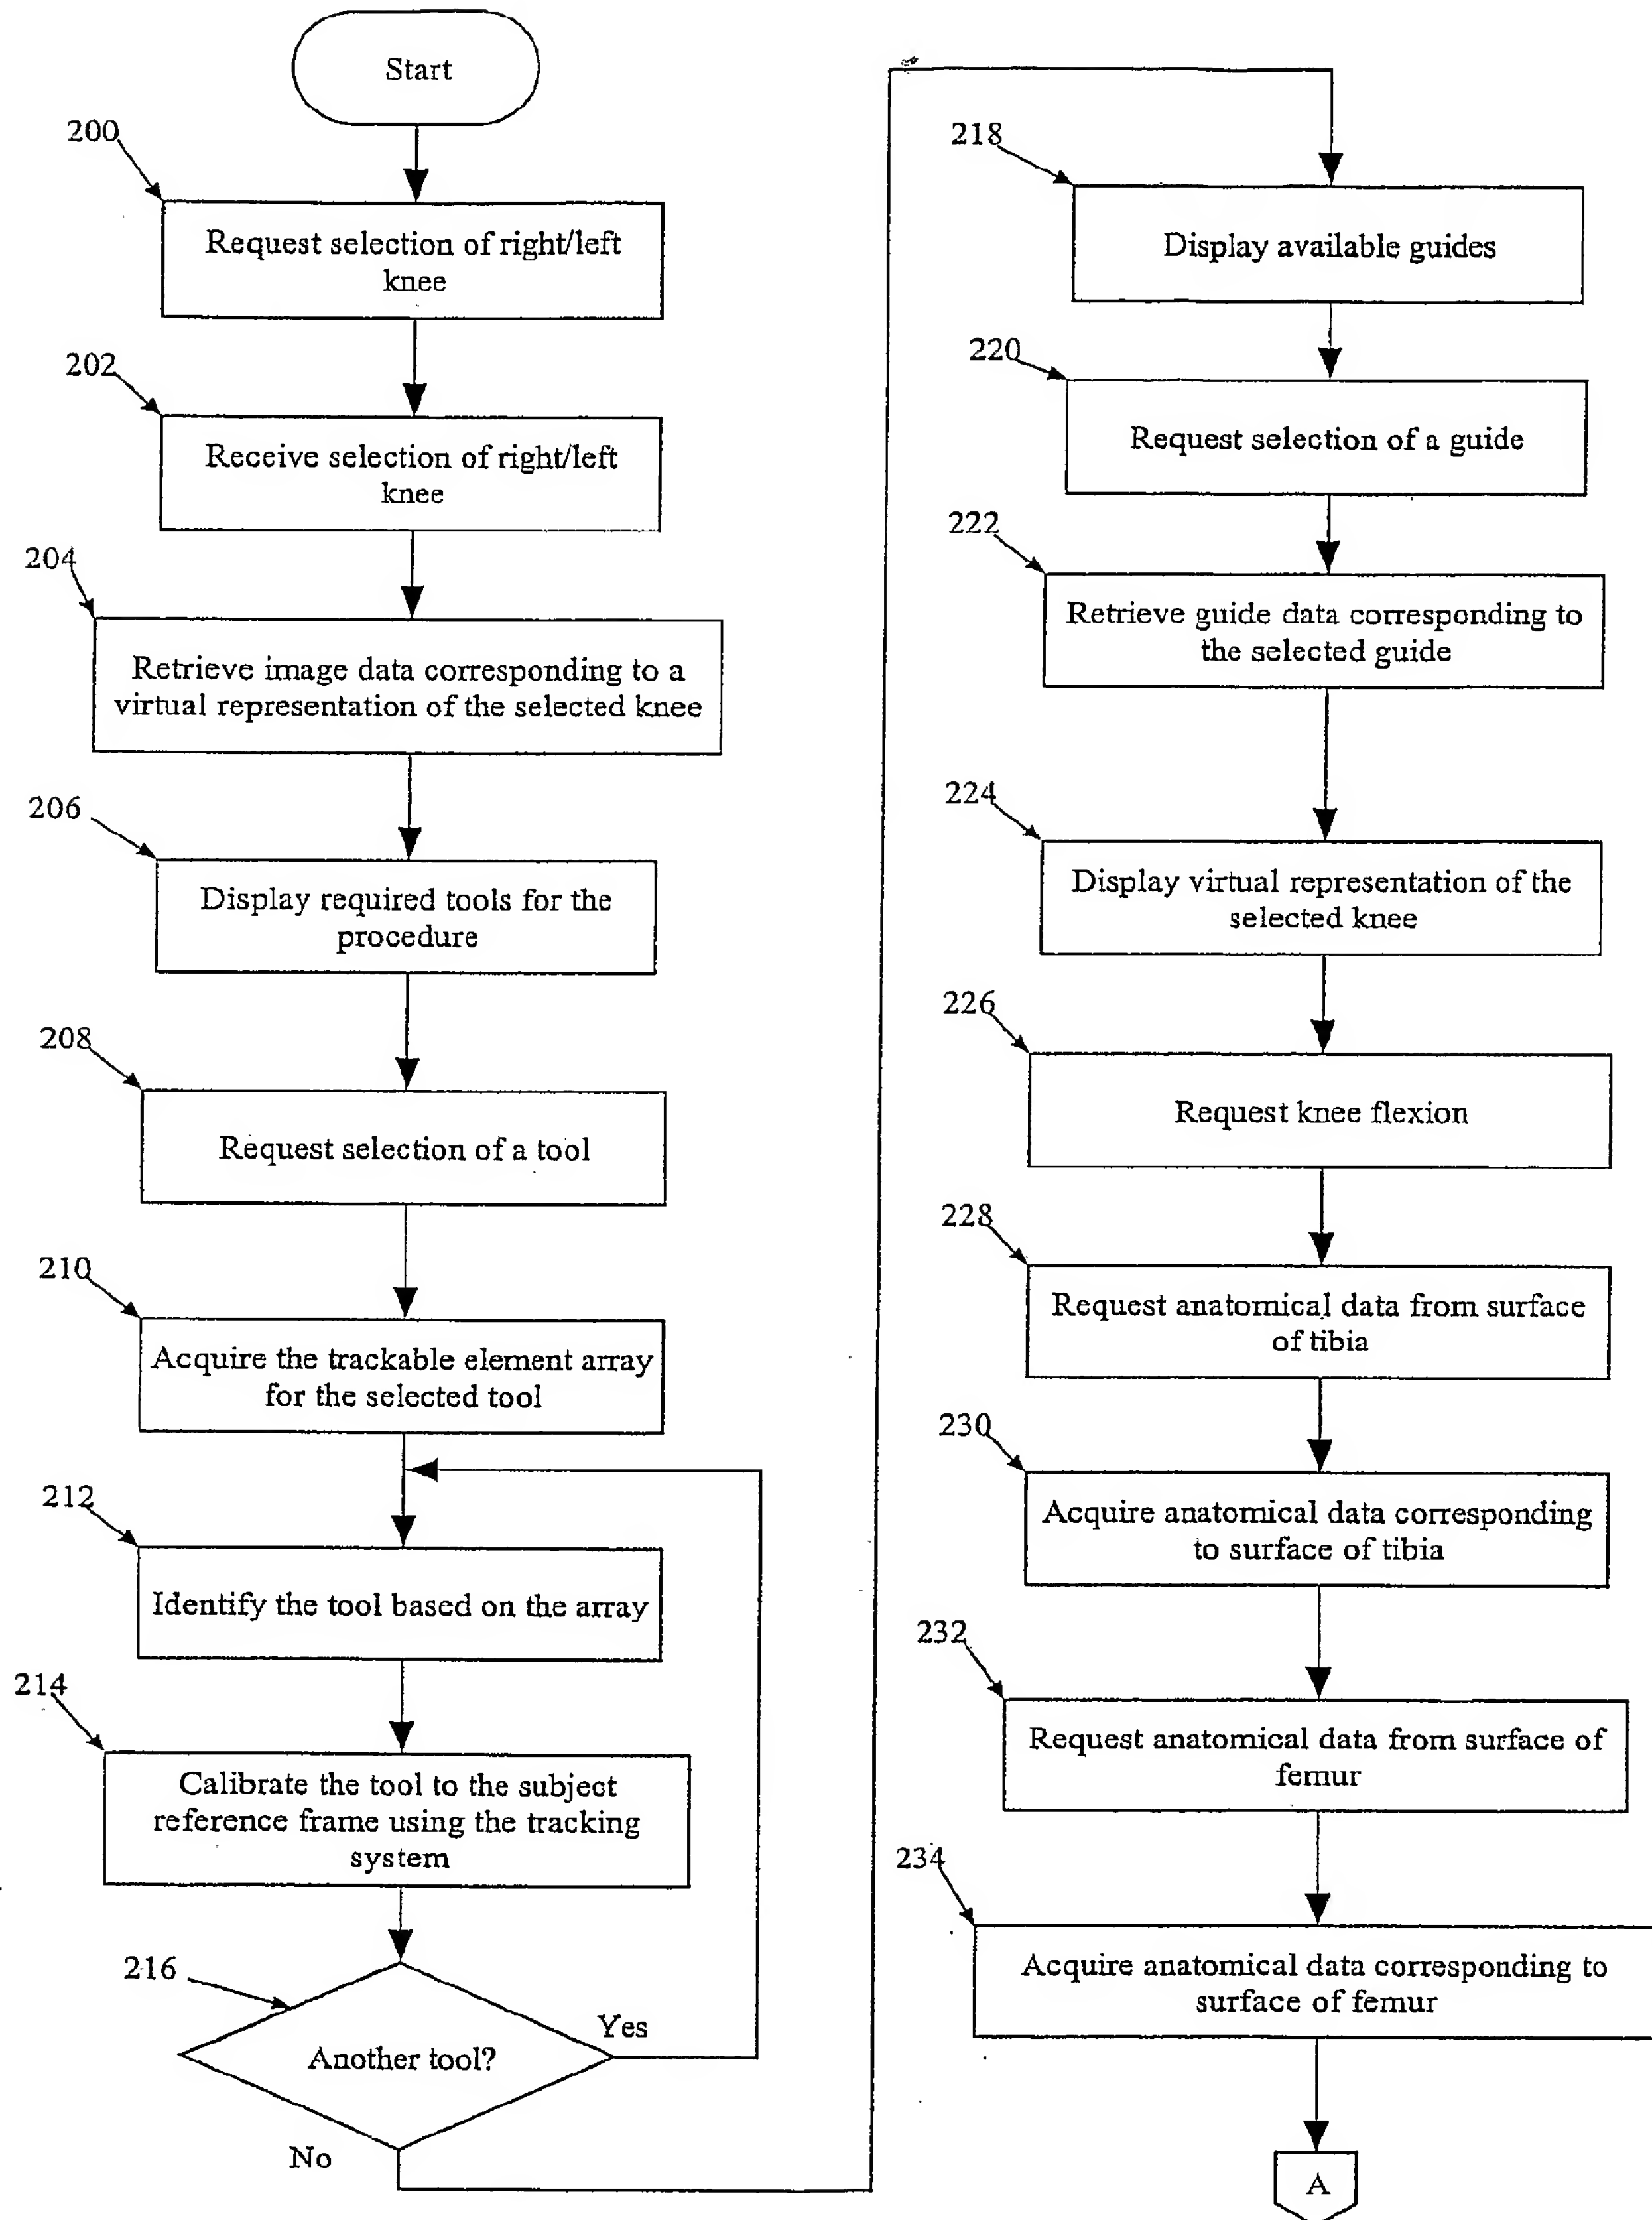 Start
200
Request selection of right/left
knee
202
Receive selection of right/left
knee
204
Retrieve image data corresponding to a
virtual representation of the selected knee
206
Display required tools for the
procedure
208
Request selection of a tool
210
Acquire the trackable element array
for the selected tool
212
Identify the tool based on the array
214
Calibrate the tool to the subject
reference frame using the tracking
system
216
Another tool?
Yes
No
218
Display available guides
220
Request selection of a guide
222
Retrieve guide data corresponding to
the selected guide
224
Display virtual representation of the
selected knee
226
Request knee flexion
228
Request anatomical data from surface
of tibia
230
Acquire anatomical data corresponding
to surface of tibia
232
Request anatomical data from surface of
femur
234
Acquire anatomical data corresponding to
surface of femur
A